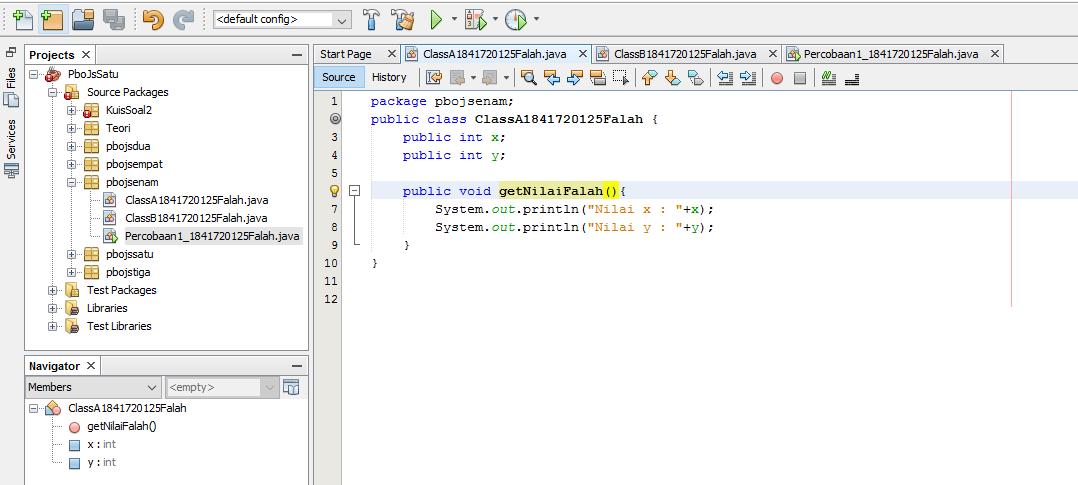 <default config>
Projects
Start Page
ClassA1841720125Falah.java
ClassB1841720125Falah.java
Percobaan1_1841720125Falah.java
Files
Services
PboJsSatu
Source Packages
KuisSoal2
Teori
pbojsdua
pbojsempat
pbojsenam
ClassA1841720125Falah.java
ClassB1841720125Falah.java
Percobaan1_1841720125Falah.java
pbojssatu
pbojstiga
Test Packages
Libraries
Test Libraries
Navigator
Members
<empty>
ClassA1841720125Falah
getNilaiFalah()
x : int
y : int
Source
History
1 package pbojsenam;
public class ClassA1841720125Falah {
3 public int x;
4 public int y;
5
public void getNilaiFalah(){
7 System.out.println("Nilai x : "+x);
8 System.out.println("Nilai y : "+y);
9 }
10 }
11
12